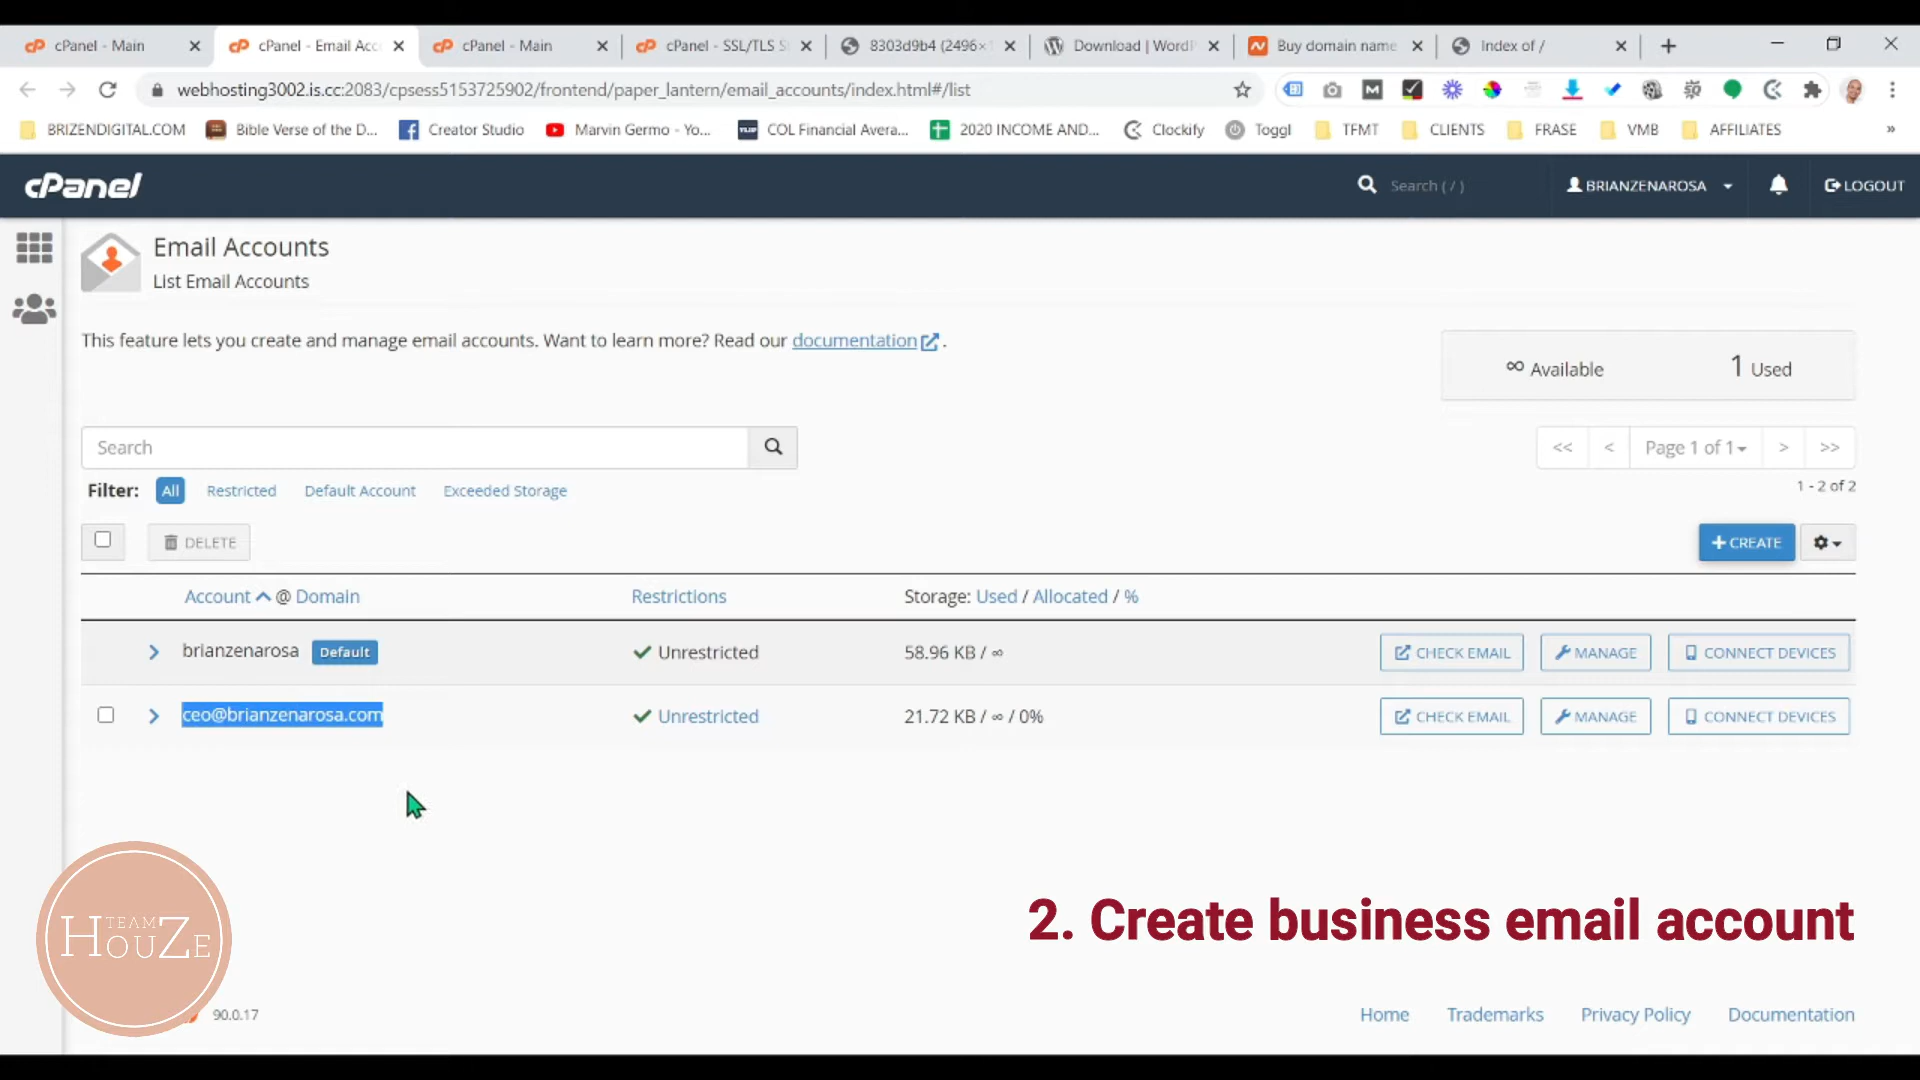 cPanel - Main
cPanel - Email Acc
cPanel - Main
cPanel - SSL/TLS S
8303d9b4 (2496×1
Download | WordP
Buy domain name
Index of /
webhosting3002.is.cc:2083/cpsess5153725902/frontend/paper_lantern/email_accounts/index.html#/list
BRIZENDIGITAL.COM
Bible Verse of the D...
Creator Studio
Marvin Germo - Yo...
COL Financial Avera...
2020 INCOME AND...
Clockify
Toggl
TFMT
CLIENTS
FRASE
VMB
AFFILIATES
»
cPanel
Search ( / )
BRIANZENAROSA
LOGOUT
Email Accounts
List Email Accounts
This feature lets you create and manage email accounts. Want to learn more? Read our documentation .
∞ Available 1 Used
Search
<< < Page 1 of 1 > >>
Filter: All Restricted Default Account Exceeded Storage
1 - 2 of 2
DELETE
+ CREATE
Account @ Domain Restrictions Storage: Used / Allocated / %
brianzenarosa Default Unrestricted 58.96 KB / ∞ CHECK EMAIL MANAGE CONNECT DEVICES
ceo@brianzenarosa.com Unrestricted 21.72 KB / ∞ / 0% CHECK EMAIL MANAGE CONNECT DEVICES
2. Create business email account
TEAM
HOUZE
90.0.17
Home Trademarks Privacy Policy Documentation